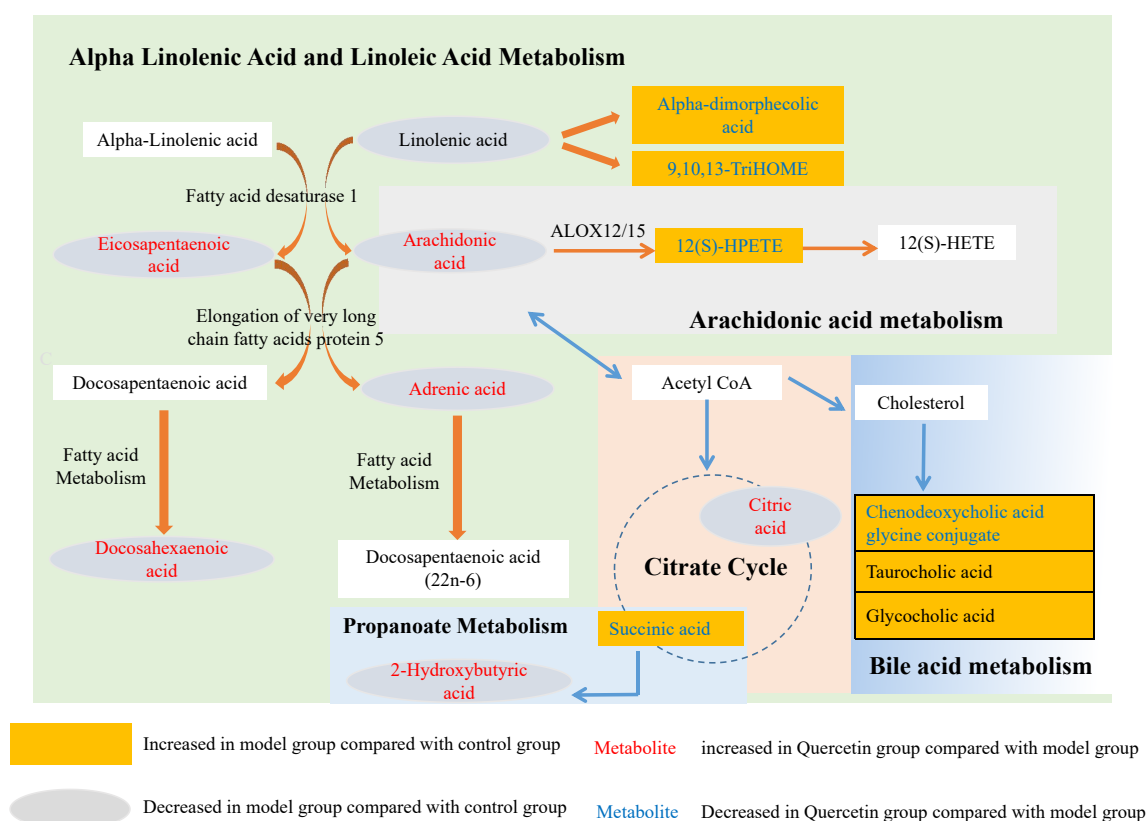 Alpha Linolenic Acid and Linoleic Acid Metabolism
Alpha-Linolenic acid
Linolenic acid
Alpha-dimorphecolic
acid
9,10,13-TriHOME
Fatty acid desaturase 1
Eicosapentaenoic
acid
Arachidonic
acid
ALOX12/15
12(S)-HPETE
12(S)-HETE
Elongation of very long
chain fatty acids protein 5
Arachidonic acid metabolism
C
Docosapentaenoic acid
Adrenic acid
Acetyl CoA
Cholesterol
Fatty acid
Metabolism
Fatty acid
Metabolism
Citric
acid
Chenodeoxycholic acid
glycine conjugate
Taurocholic acid
Glycocholic acid
Docosahexaenoic
acid
Docosapentaenoic acid
(22n-6)
Citrate Cycle
Propanoate Metabolism
Succinic acid
2-Hydroxybutyric
acid
Bile acid metabolism
Increased in model group compared with control group
Metabolite increased in Quercetin group compared with model group
Decreased in model group compared with control group
Metabolite Decreased in Quercetin group compared with model group